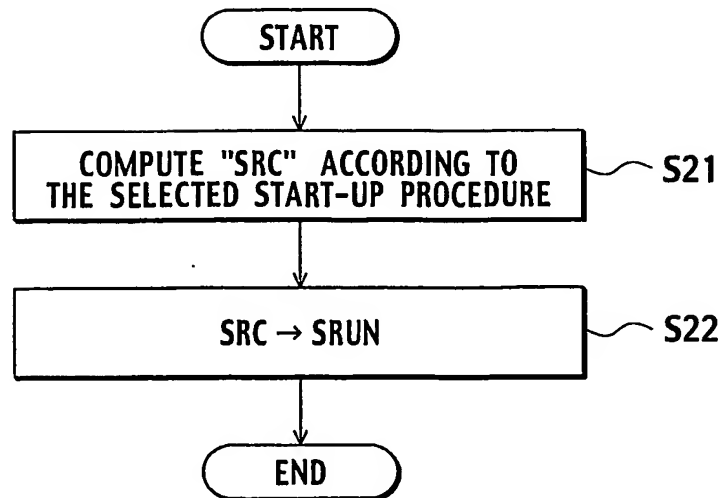 START
COMPUTE "SRC" ACCORDING TO
THE SELECTED START-UP PROCEDURE
S21
SRC → SRUN
S22
END